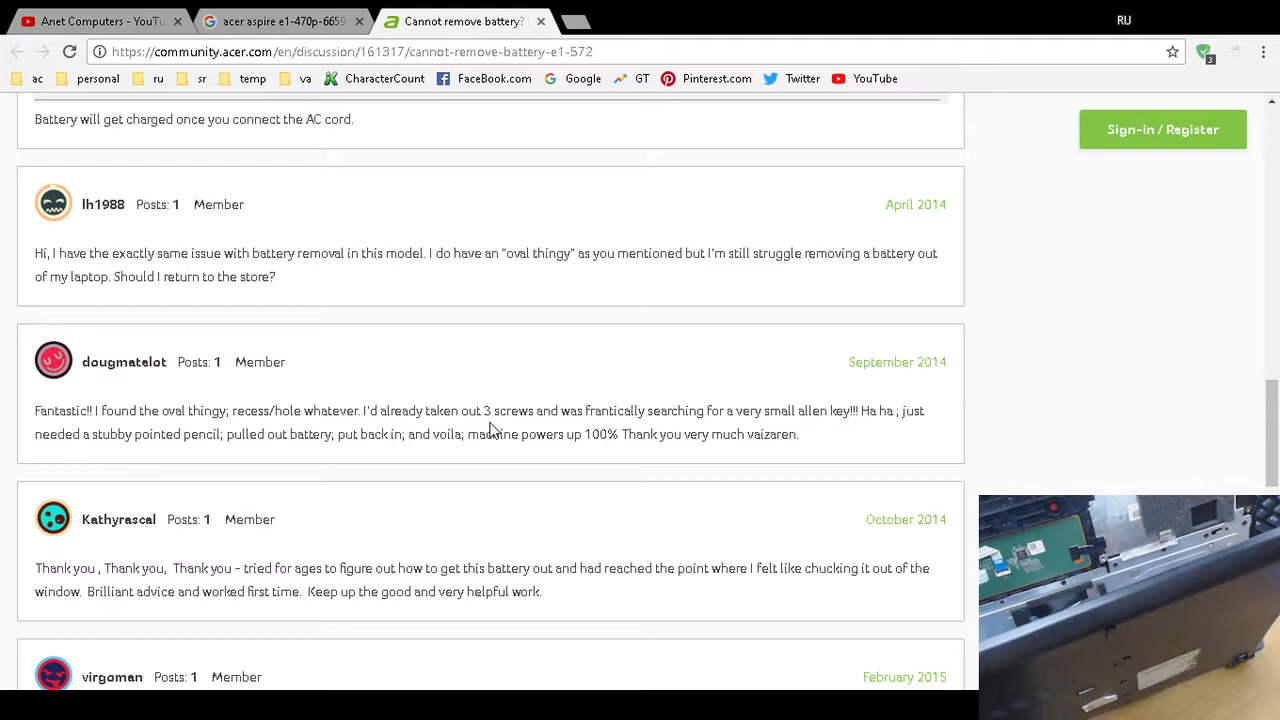 Anet Computers - YouTu
acer aspire e1-470p-6659
Cannot remove battery?
RU
https://community.acer.com/en/discussion/161317/cannot-remove-battery-e1-572
3
ac personal ru sr temp va CharacterCount FaceBook.com Google GT Pinterest.com Twitter YouTube
Battery will get charged once you connect the AC cord.
Sign-in / Register
lh1988 Posts: 1 Member April 2014
Hi, I have the exactly same issue with battery removal in this model. I do have an "oval thingy" as you mentioned but I'm still struggle removing a battery out
of my laptop. Should I return to the store?
dougmatelot Posts: 1 Member September 2014
Fantastic!! I found the oval thingy; recess/hole whatever. I'd already taken out 3 screws and was frantically searching for a very small allen key!!! Ha ha ; just
needed a stubby pointed pencil; pulled out battery; put back in; and voila; machine powers up 100% Thank you very much vaizaren.
Kathyrascal Posts: 1 Member October 2014
Thank you , Thank you, Thank you - tried for ages to figure out how to get this battery out and had reached the point where I felt like chucking it out of the
window. Brilliant advice and worked first time. Keep up the good and very helpful work.
virgoman Posts: 1 Member February 2015